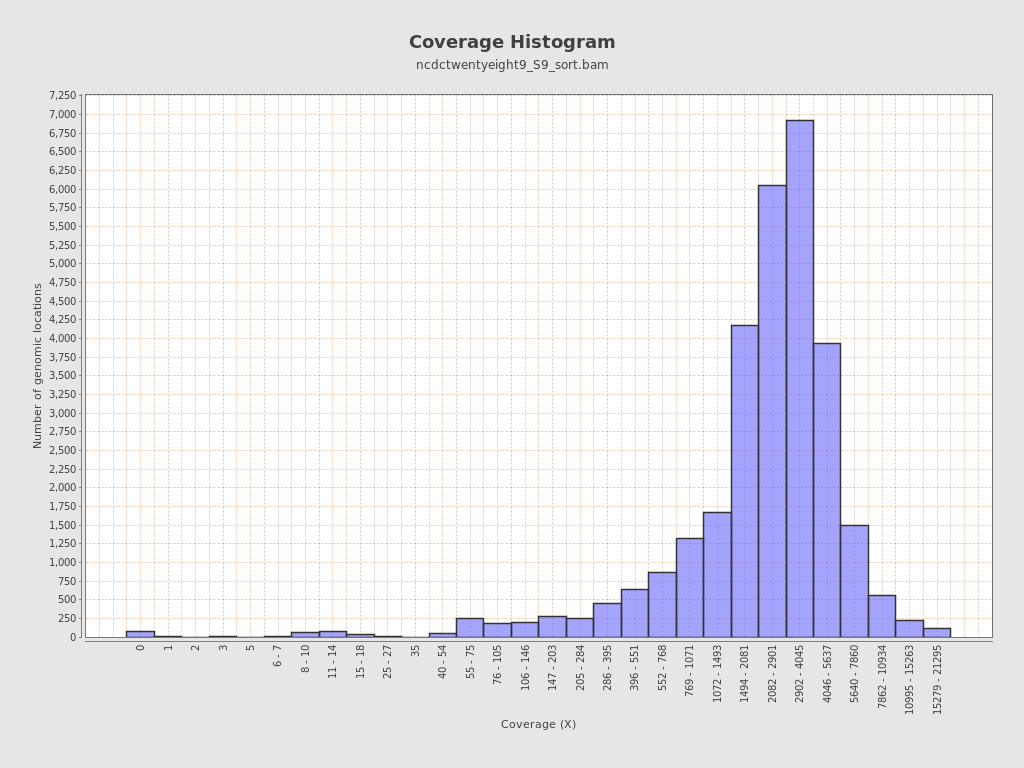 Coverage Histogram
ncdctwentyeight9_S9_sort.bam
7,250
7,000
6,750
6,500
6,250
6,000
5,750
5,500
5,250
5,000
4,750
4,500
4,250
4,000
3,750
3,500
3,250
3,000
2,750
2,500
2,250
2,000
1,750
1,500
1,250
1,000
750
500
250
0
Number of genomic locations
0
1
2
3
5
6 - 7
8 - 10
11 - 14
15 - 18
25 - 27
35
40 - 54
55 - 75
76 - 105
106 - 146
147 - 203
205 - 284
286 - 395
396 - 551
552 - 768
769 - 1071
1072 - 1493
1494 - 2081
2082 - 2901
2902 - 4045
4046 - 5637
5640 - 7860
7862 - 10934
10995 - 15263
15279 - 21295
Coverage (X)